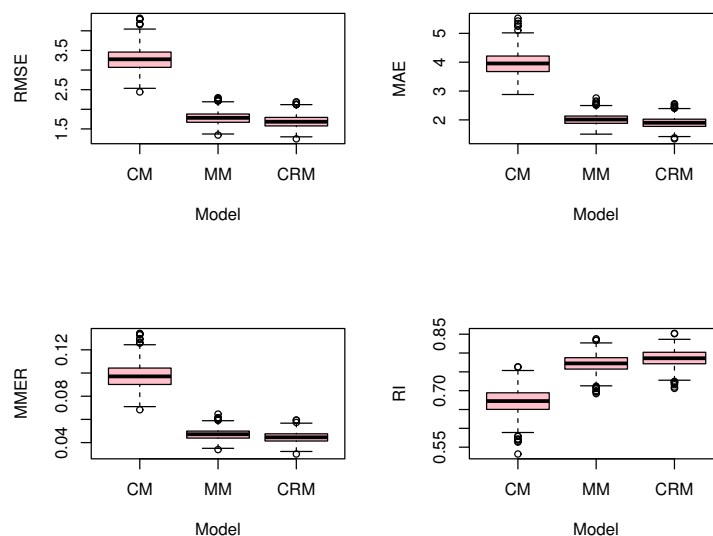 RMSE
3.5
2.5
1.5
CM MM CRM
Model
MAE
5
4
3
2
CM MM CRM
Model
MMER
0.12
0.08
0.04
CM MM CRM
Model
RI
0.85
0.70
0.55
CM MM CRM
Model